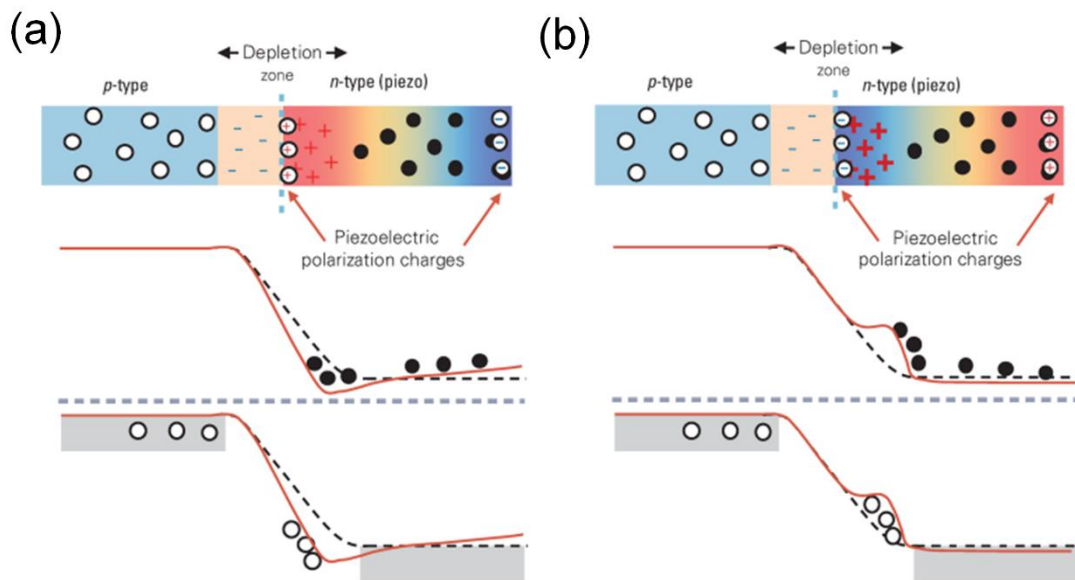 (a)
Depletion
zone
p-type
n-type (piezo)
Piezoelectric
polarization charges
(b)
Depletion
zone
p-type
n-type (piezo)
Piezoelectric
polarization charges